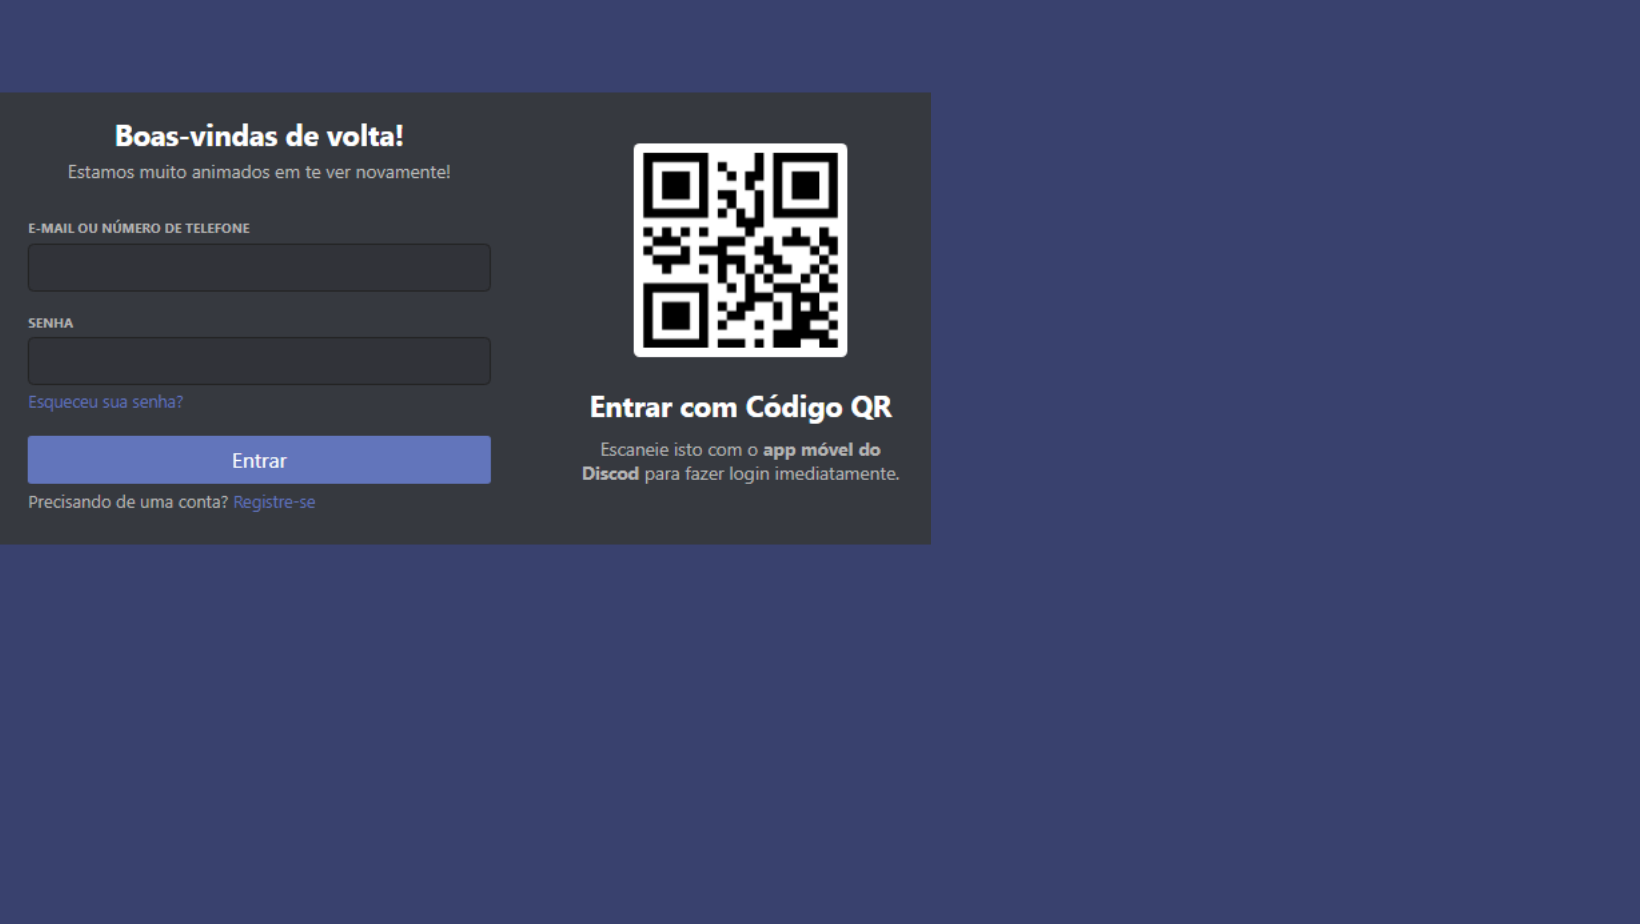 Boas-vindas de volta!
Estamos muito animados em te ver novamente!
E-MAIL OU NÚMERO DE TELEFONE
SENHA
Esqueceu sua senha?
Entrar
Precisando de uma conta? Registre-se
Entrar com Código QR
Escaneie isto com o app móvel do
Discod para fazer login imediatamente.